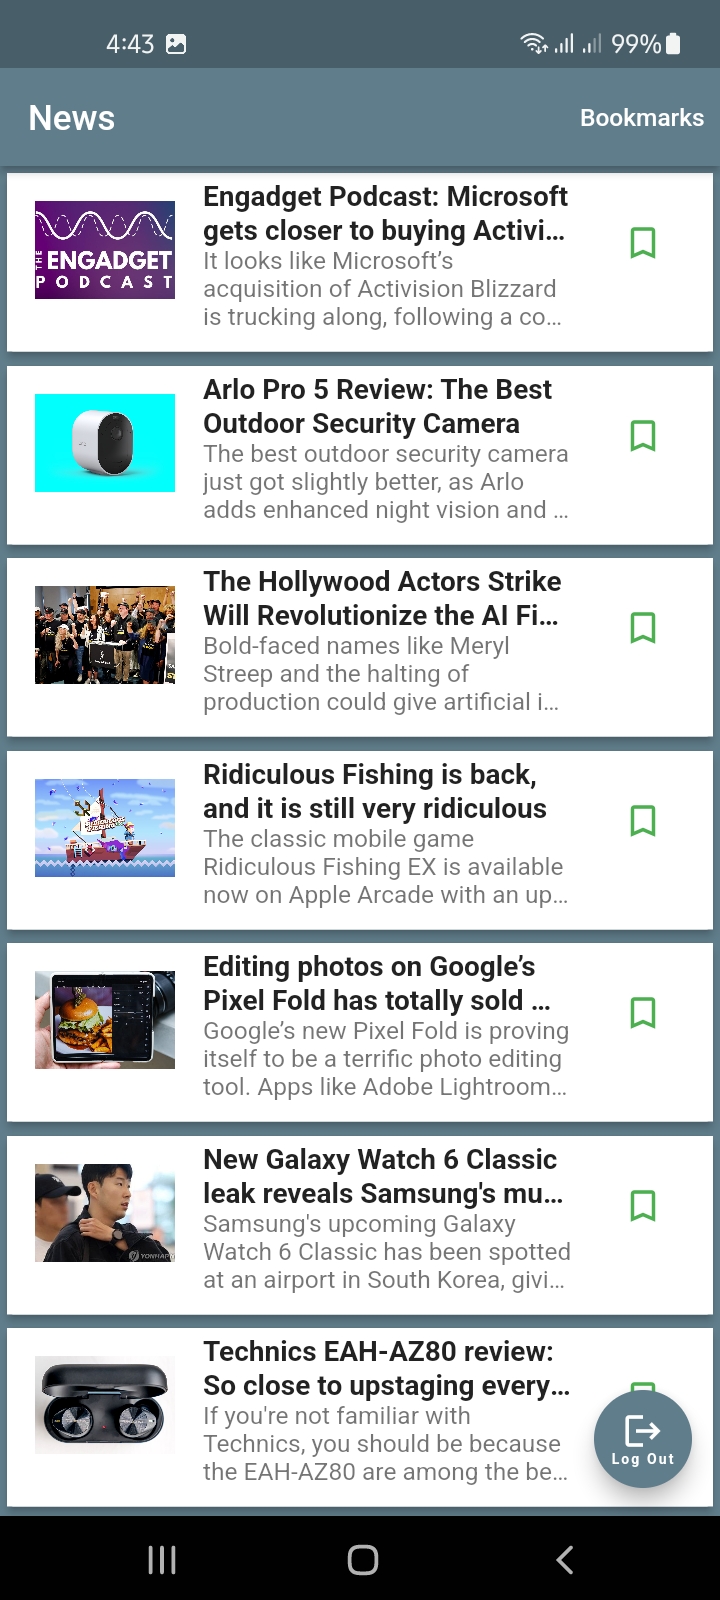 4:43
99%
News
Bookmarks
THE ENGADGET
PODCAST
Engadget Podcast: Microsoft
gets closer to buying Activi…
It looks like Microsoft’s
acquisition of Activision Blizzard
is trucking along, following a co…
Arlo Pro 5 Review: The Best
Outdoor Security Camera
The best outdoor security camera
just got slightly better, as Arlo
adds enhanced night vision and …
The Hollywood Actors Strike
Will Revolutionize the AI Fi…
Bold-faced names like Meryl
Streep and the halting of
production could give artificial i…
Ridiculous Fishing is back,
and it is still very ridiculous
The classic mobile game
Ridiculous Fishing EX is available
now on Apple Arcade with an up…
Editing photos on Google’s
Pixel Fold has totally sold …
Google’s new Pixel Fold is proving
itself to be a terrific photo editing
tool. Apps like Adobe Lightroom…
YONHAP
New Galaxy Watch 6 Classic
leak reveals Samsung's mu…
Samsung's upcoming Galaxy
Watch 6 Classic has been spotted
at an airport in South Korea, givi…
Technics EAH-AZ80 review:
So close to upstaging every…
If you're not familiar with
Technics, you should be because
the EAH-AZ80 are among the be…
Log Out